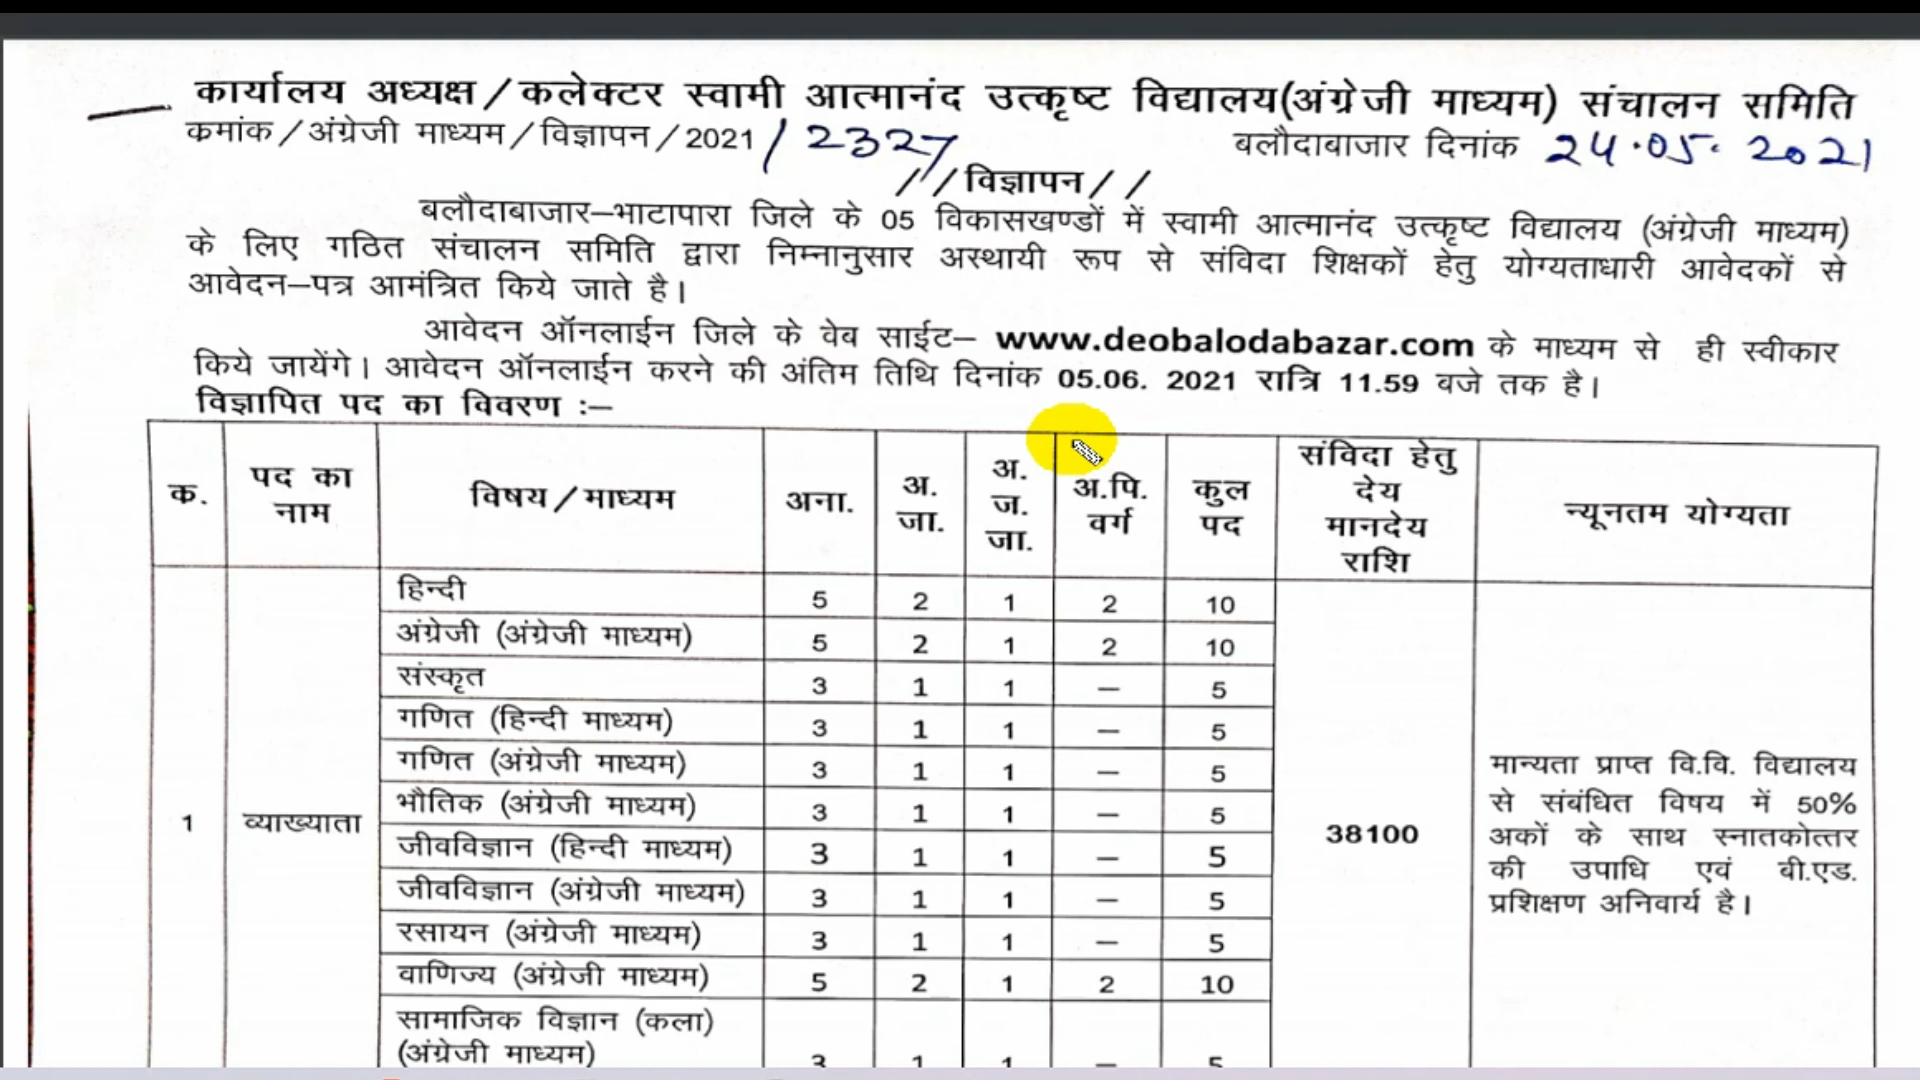 कार्यालय अध्यक्ष/कलेक्टर स्वामी आत्मानंद उत्कृष्ट विद्यालय(अंग्रेजी माध्यम) संचालन समिति
क्रमांक/अंग्रेजी माध्यम/विज्ञापन/2021/2327 बलौदाबाजार दिनांक 24.05.2021
//विज्ञापन//
बलौदाबाजार–भाटापारा जिले के 05 विकासखण्डों में स्वामी आत्मानंद उत्कृष्ट विद्यालय (अंग्रेजी माध्यम)
के लिए गठित संचालन समिति द्वारा निम्नानुसार अस्थायी रूप से संविदा शिक्षकों हेतु योग्यताधारी आवेदकों से
आवेदन–पत्र आमंत्रित किये जाते है।
आवेदन ऑनलाईन जिले के वेब साईट– www.deobalodabazar.com के माध्यम से ही स्वीकार
किये जायेंगे। आवेदन ऑनलाईन करने की अंतिम तिथि दिनांक 05.06. 2021 रात्रि 11.59 बजे तक है।
विज्ञापित पद का विवरण :–
क. पद का नाम विषय/माध्यम अना. अ. जा. अ. ज. जा. अ.पि. वर्ग कुल पद संविदा हेतु देय मानदेय राशि न्यूनतम योग्यता
हिन्दी 5 2 1 2 10
अंग्रेजी (अंग्रेजी माध्यम) 5 2 1 2 10
संस्कृत 3 1 1 – 5
गणित (हिन्दी माध्यम) 3 1 1 – 5
गणित (अंग्रेजी माध्यम) 3 1 1 – 5
भौतिक (अंग्रेजी माध्यम) 3 1 1 – 5
1 व्याख्याता
जीवविज्ञान (हिन्दी माध्यम) 3 1 1 – 5
जीवविज्ञान (अंग्रेजी माध्यम) 3 1 1 – 5
रसायन (अंग्रेजी माध्यम) 3 1 1 – 5
वाणिज्य (अंग्रेजी माध्यम) 5 2 1 2 10
सामाजिक विज्ञान (कला)
(अंग्रेजी माध्यम) 3 1 1 – 5
38100
मान्यता प्राप्त वि.वि. विद्यालय
से संबंधित विषय में 50%
अकों के साथ स्नातकोत्तर
की उपाधि एवं बी.एड.
प्रशिक्षण अनिवार्य है।